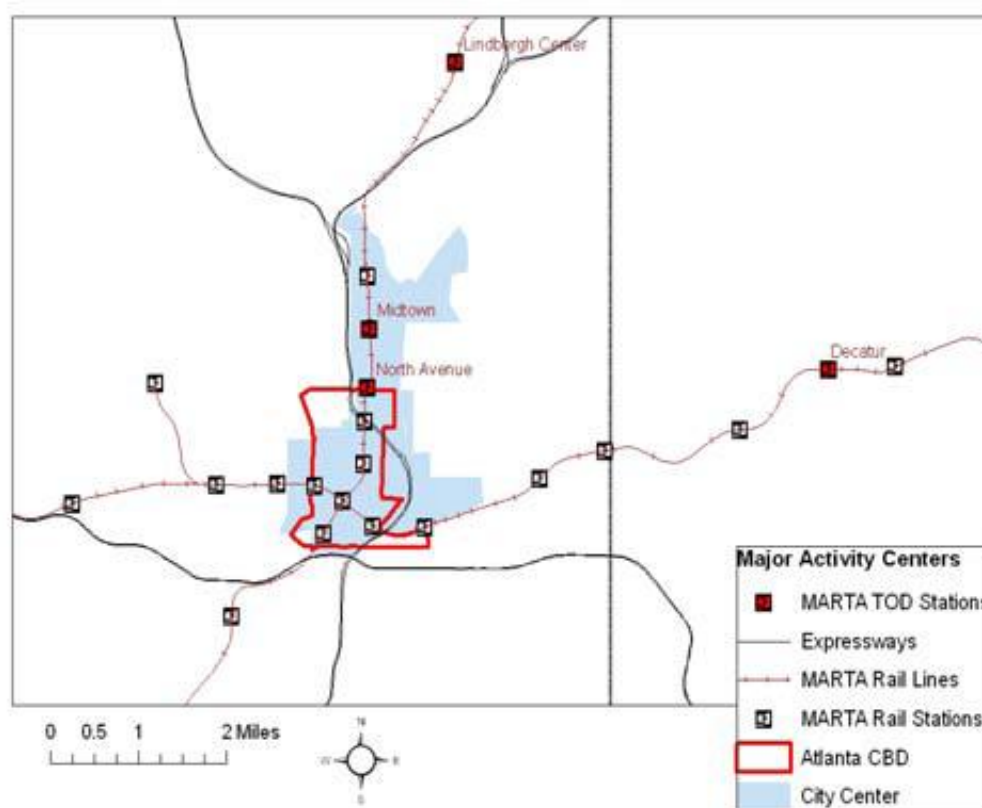 Lindbergh Center
Midtown
North Avenue
Decatur
Major Activity Centers
MARTA TOD Stations
Expressways
MARTA Rail Lines
MARTA Rail Stations
Atlanta CBD
City Center
0 0.5 1 2 Miles
N
W E
S